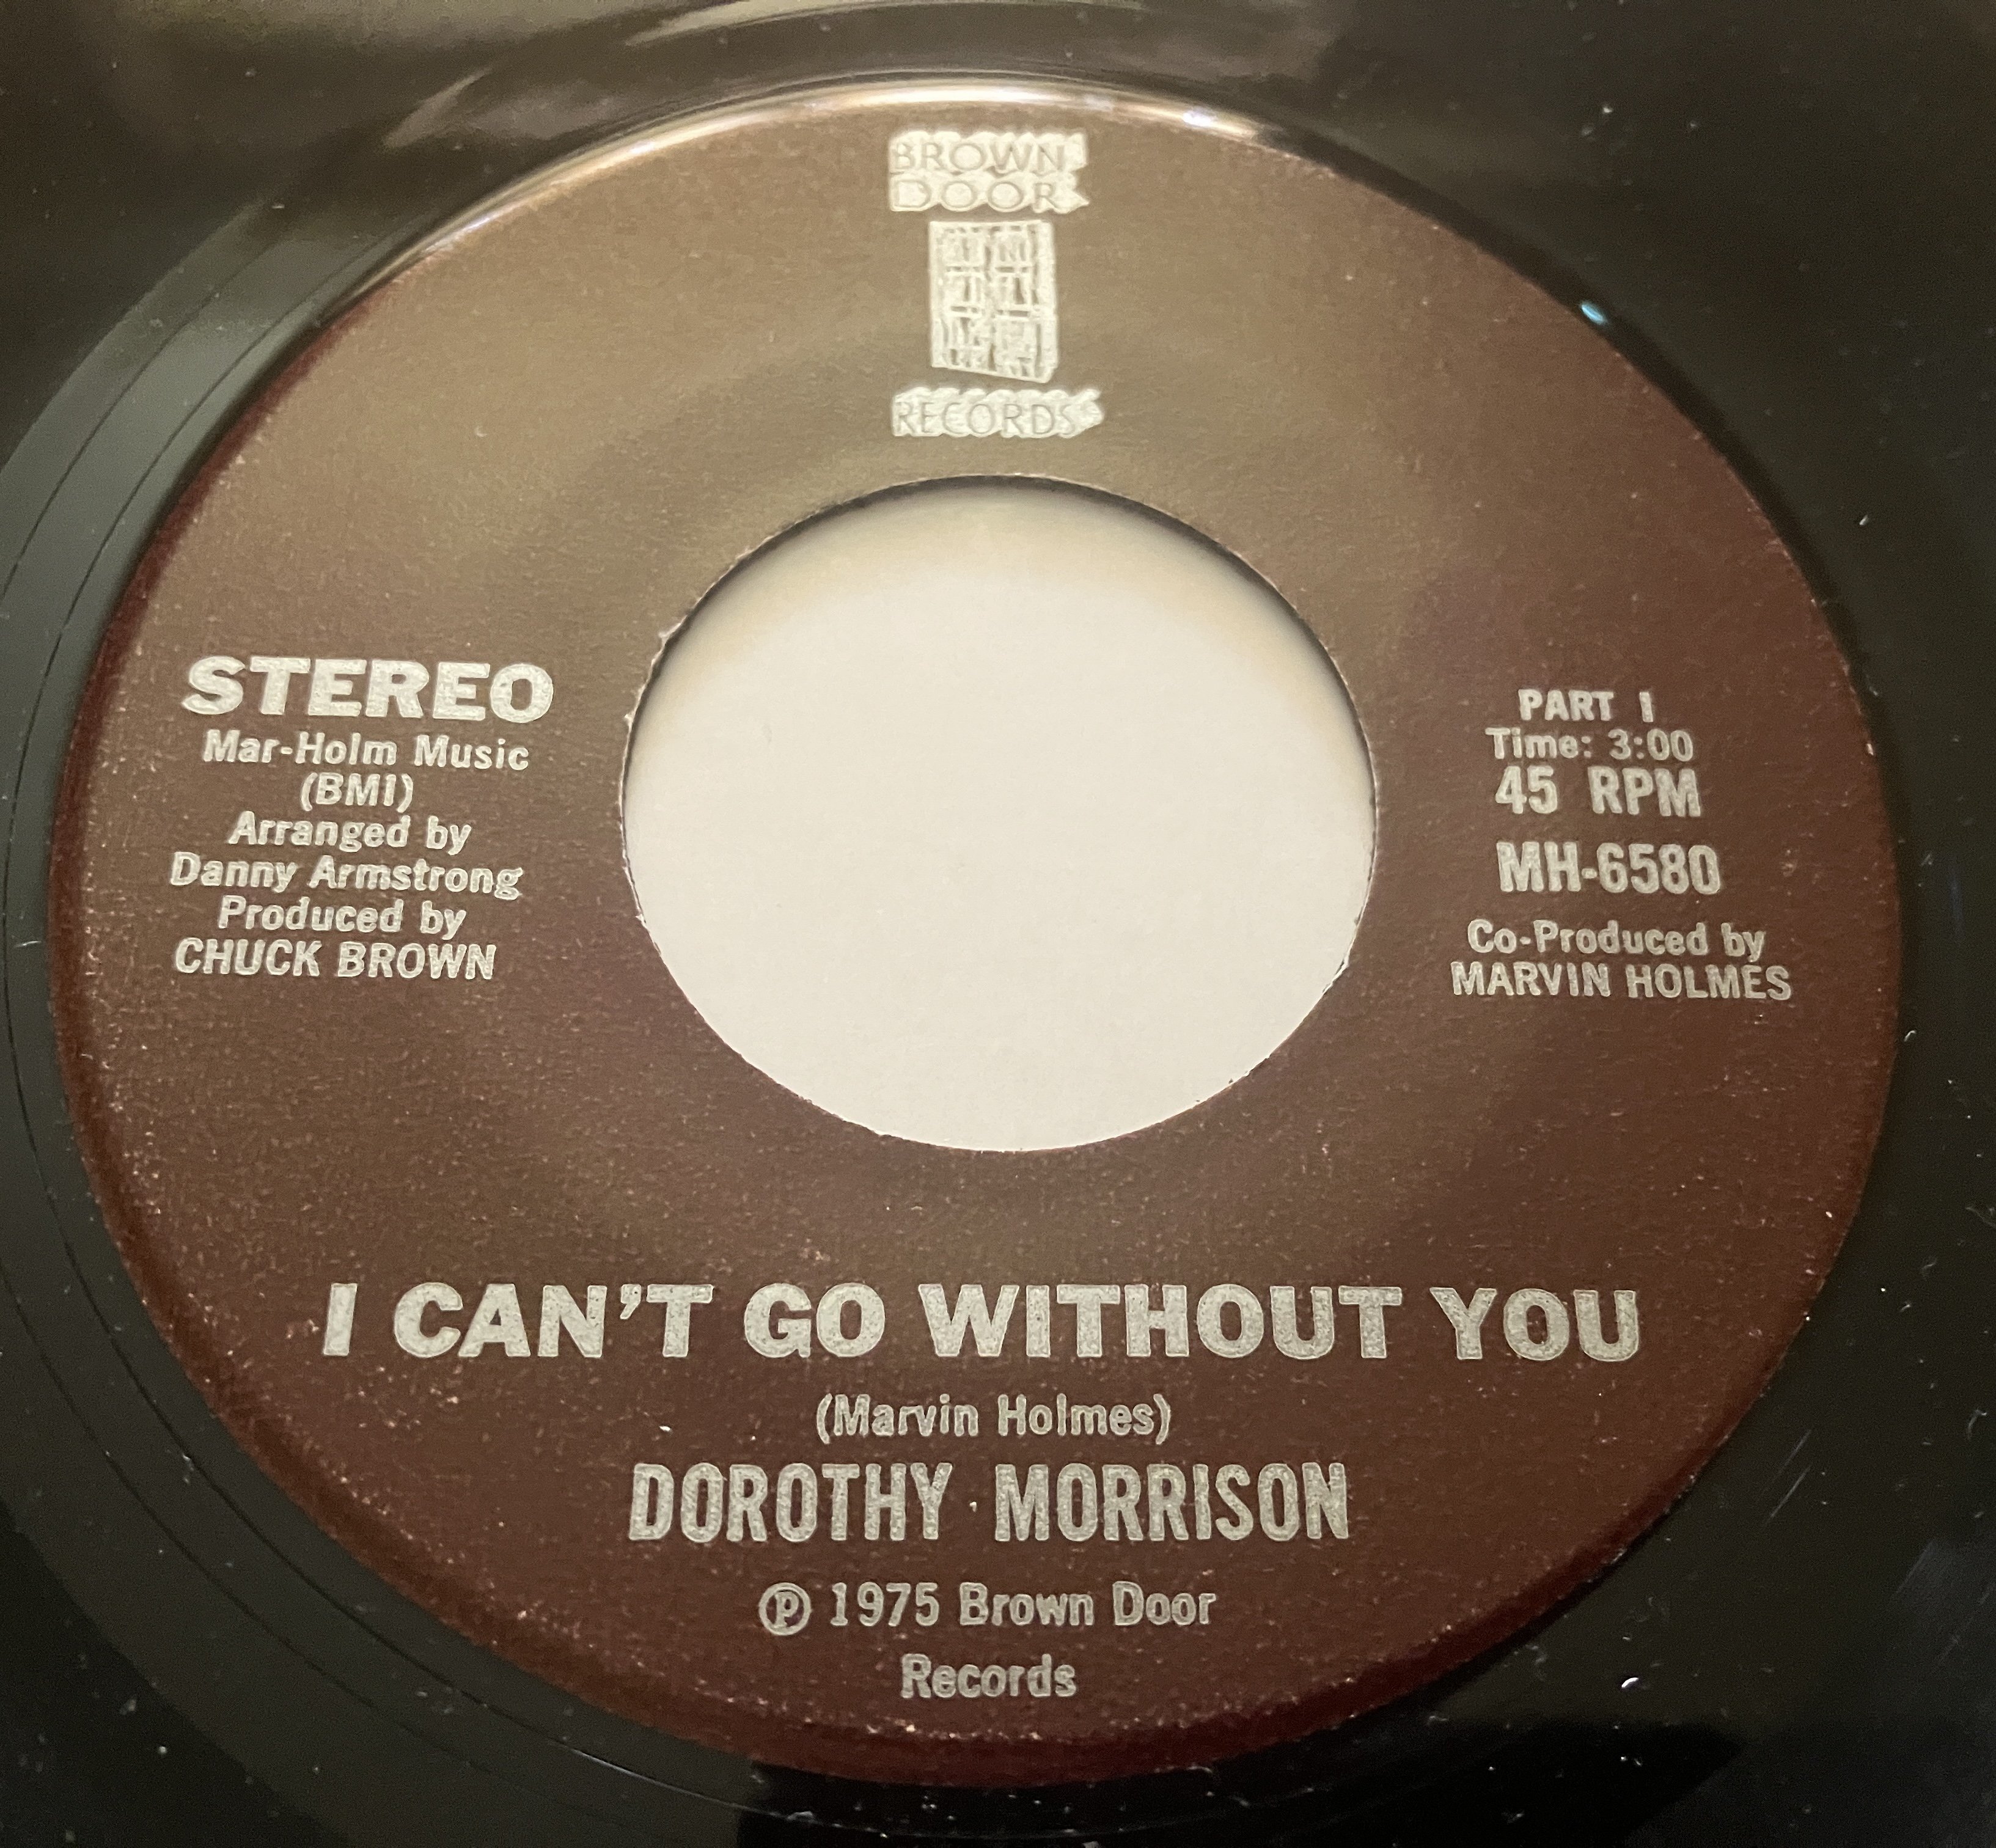 BROWN
DOOR
RECORDS
STEREO
Mar-Holm Music
(BMI)
Arranged by
Danny Armstrong
Produced by
CHUCK BROWN
PART I
Time: 3:00
45 RPM
MH-6580
Co-Produced by
MARVIN HOLMES
I CAN'T GO WITHOUT YOU
(Marvin Holmes)
DOROTHY MORRISON
Ⓟ 1975 Brown Door
Records